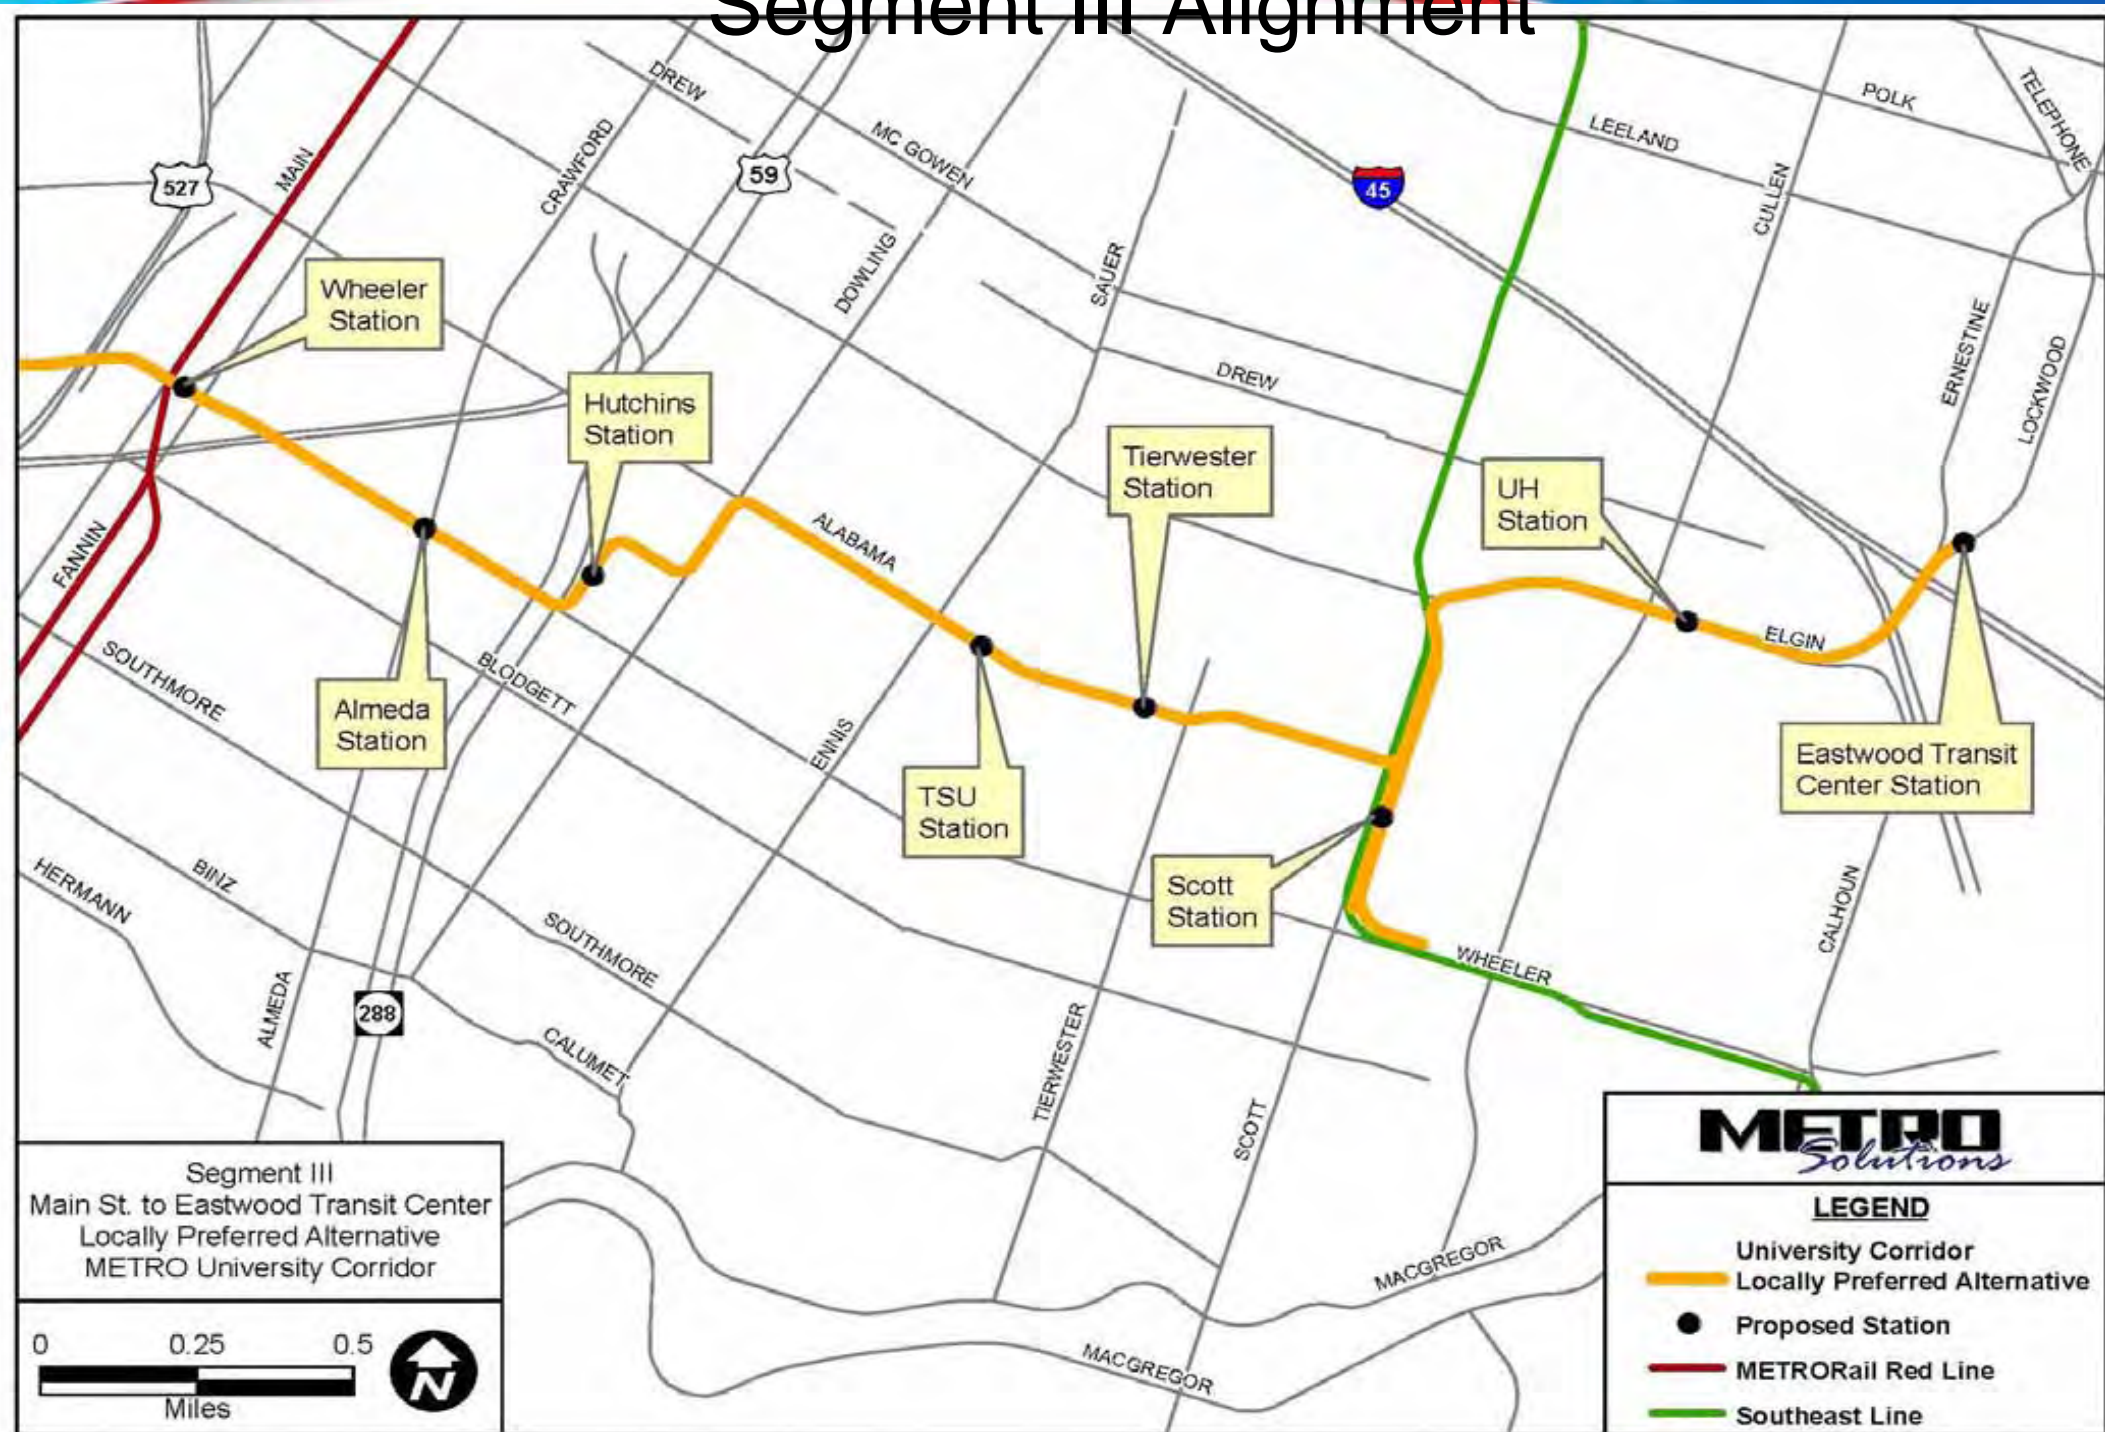 Segment III Alignment
DREW
MC GOWEN
CRAWFORD
MAIN
527
59
45
POLK
LEELAND
TELEPHONE
CULLEN
SAUER
DOWLING
Wheeler
Station
Hutchins
Station
DREW
ERNESTINE
LOCKWOOD
Tierwester
Station
UH
Station
ALABAMA
FANNIN
ELGIN
SOUTHMORE
BLODGETT
Almeda
Station
ENNIS
TSU
Station
Eastwood Transit
Center Station
Scott
Station
HERMANN
BINZ
SOUTHMORE
WHEELER
CALHOUN
ALMEDA
288
CALUMET
TIERWESTER
SCOTT
MACGREGOR
MACGREGOR
Segment III
Main St. to Eastwood Transit Center
Locally Preferred Alternative
METRO University Corridor
0 0.25 0.5
Miles
N
METRO
Solutions
LEGEND
University Corridor
Locally Preferred Alternative
Proposed Station
METRORail Red Line
Southeast Line